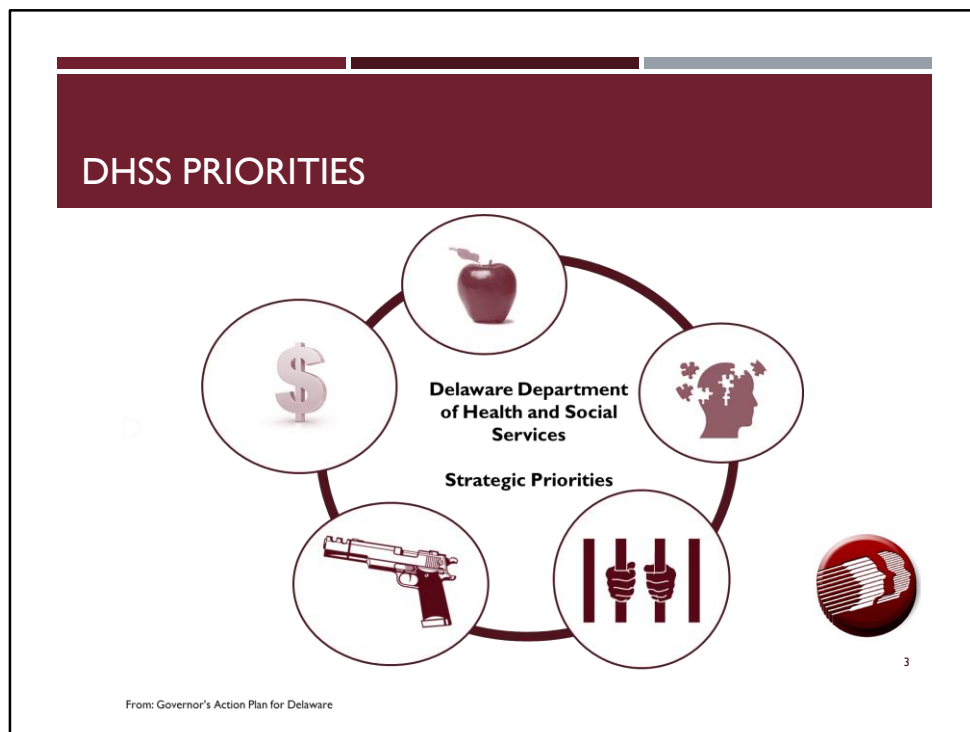 DHSS PRIORITIES
$
Delaware Department
of Health and Social
Services
Strategic Priorities
3
From: Governor's Action Plan for Delaware